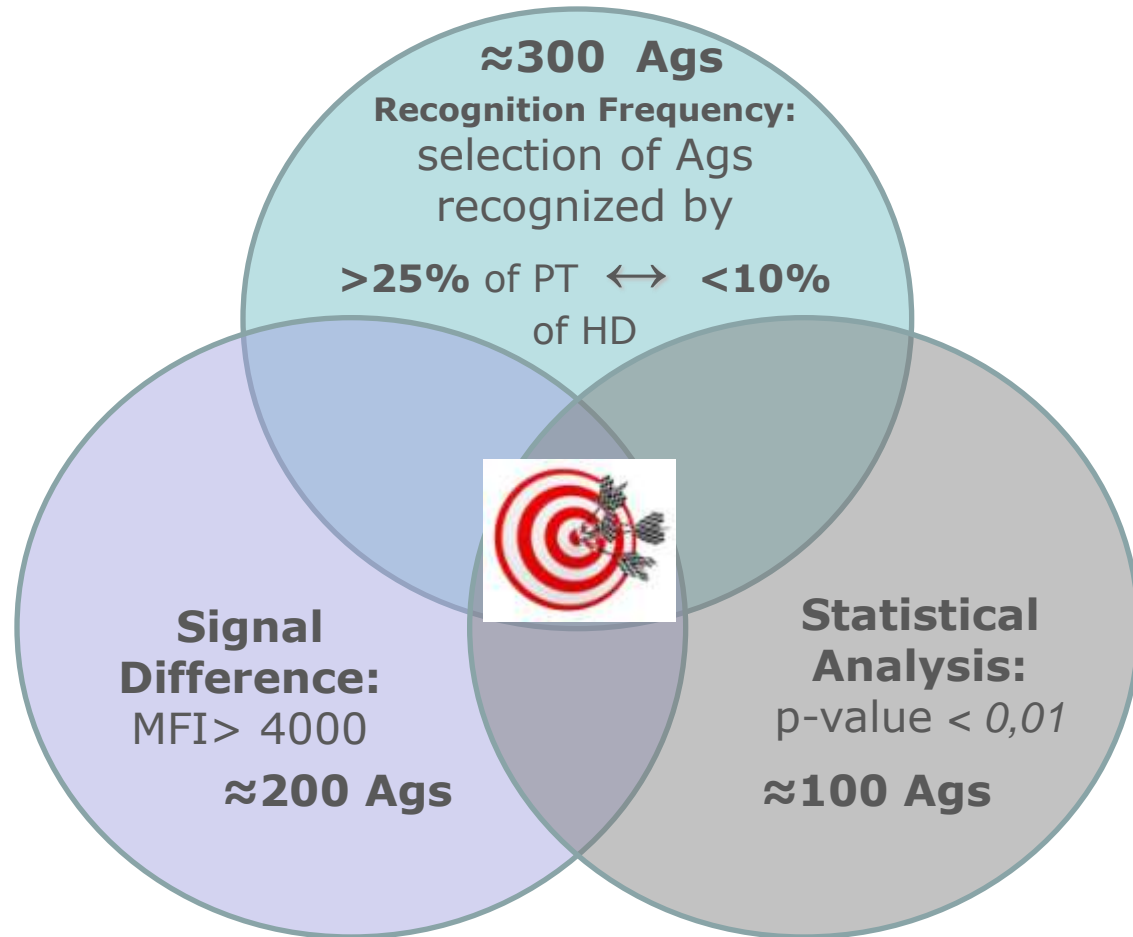 ≈300 Ags
Recognition Frequency:
selection of Ags
recognized by
>25% of PT ↔ <10%
of HD
Signal
Difference:
MFI> 4000
≈200 Ags
Statistical
Analysis:
p-value < 0,01
≈100 Ags